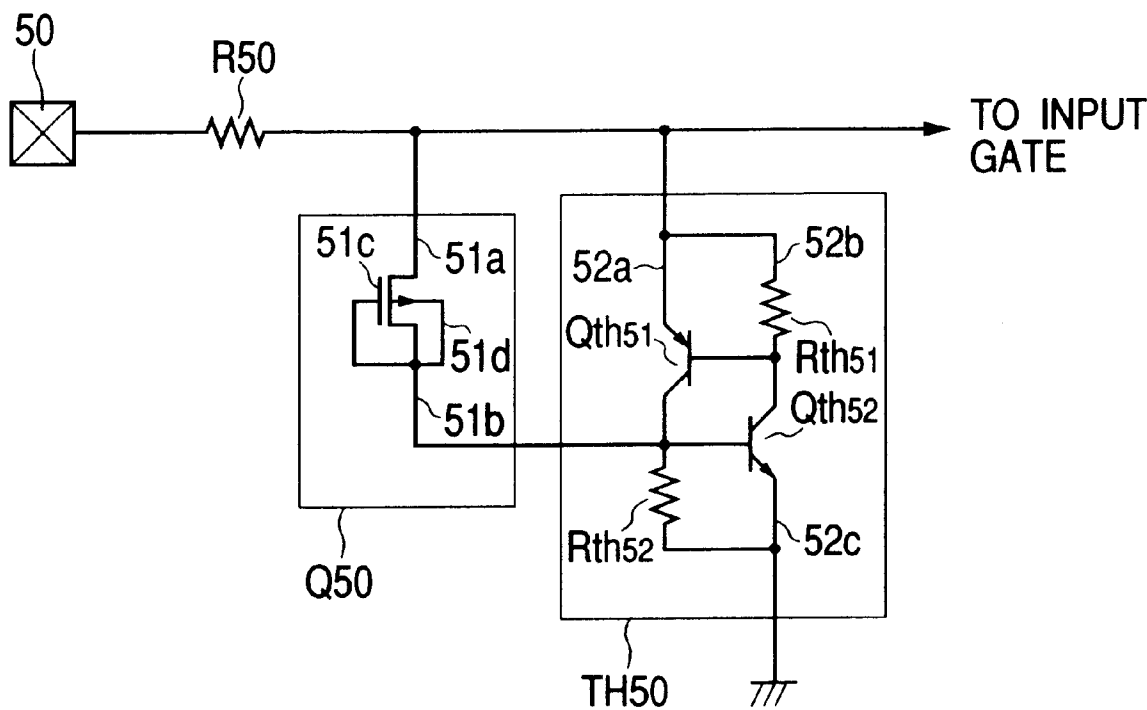 50
R50
TO INPUT
GATE
51c
51a
52b
52a
Qth51
51d
Rth51
Qth52
51b
Rth52
52c
Q50
TH50